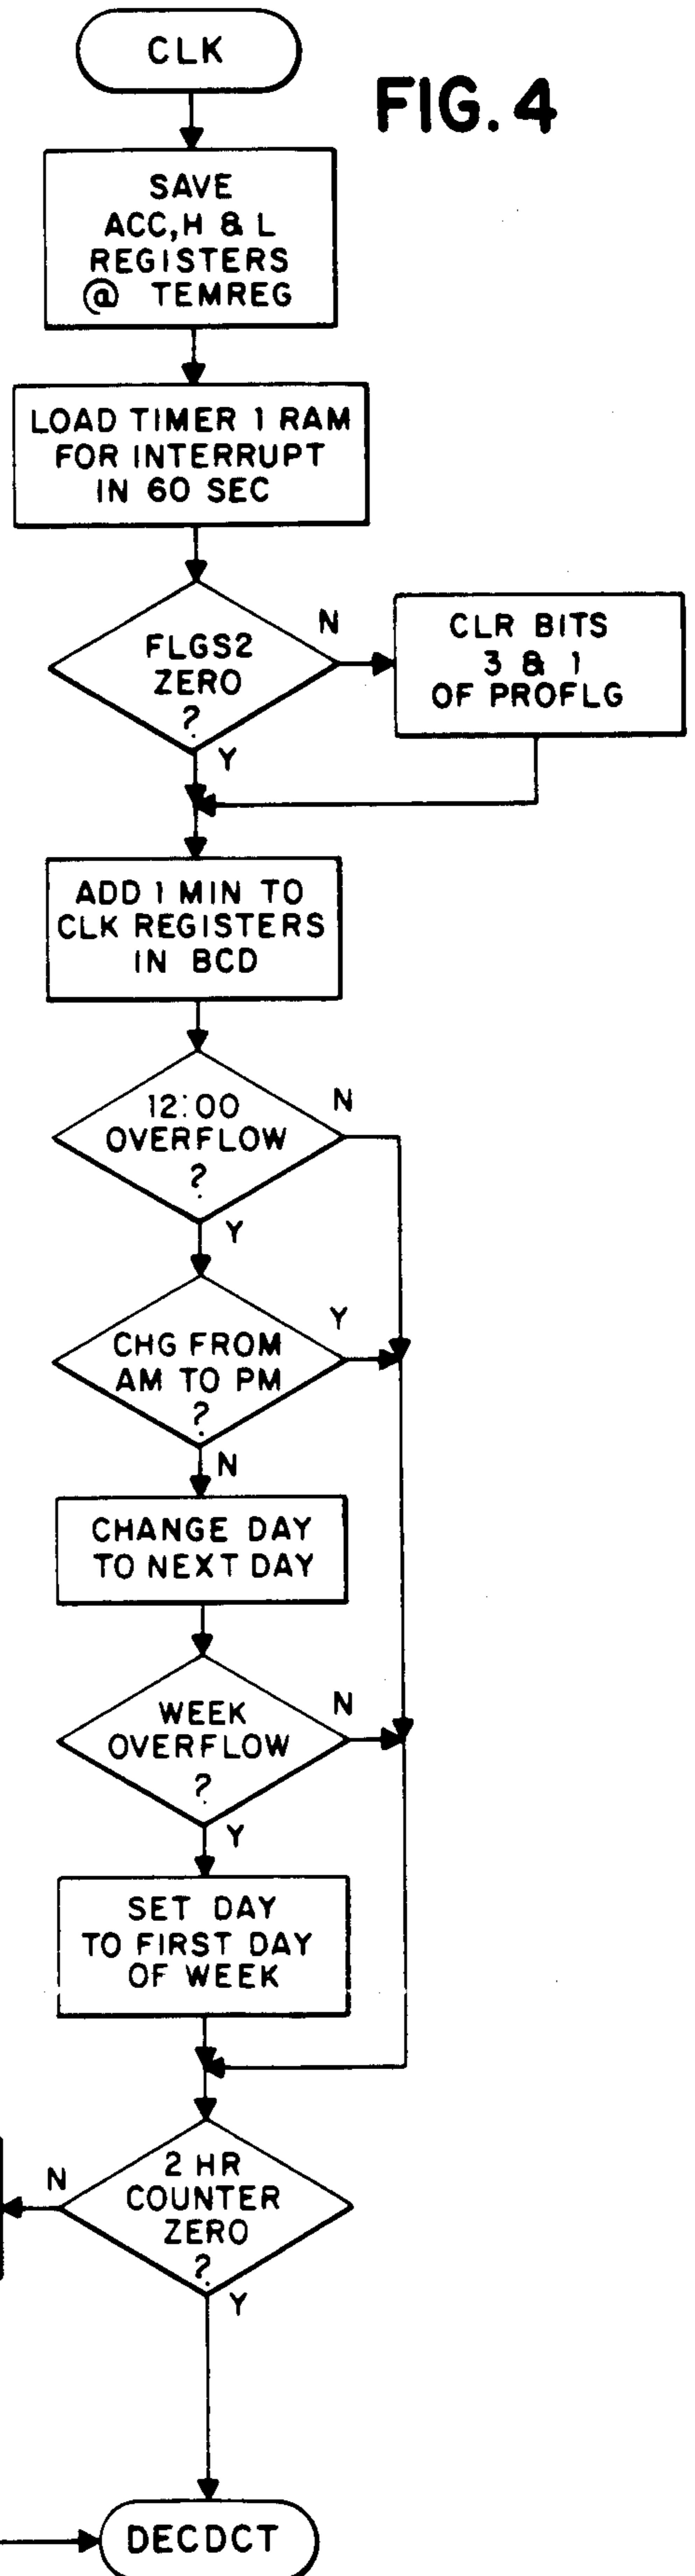 CLK
FIG. 4
SAVE
ACC, H & L
REGISTERS
@ TEMREG
LOAD TIMER 1 RAM
FOR INTERRUPT
IN 60 SEC
FLGS2
ZERO
?
N
CLR BITS
3 & 1
OF PROFLG
Y
ADD 1 MIN TO
CLK REGISTERS
IN BCD
12:00
OVERFLOW
?
N
Y
CHG FROM
AM TO PM
?
Y
N
CHANGE DAY
TO NEXT DAY
WEEK
OVERFLOW
?
N
Y
SET DAY
TO FIRST DAY
OF WEEK
2 HR
COUNTER
ZERO
?
N
Y
DECDCT